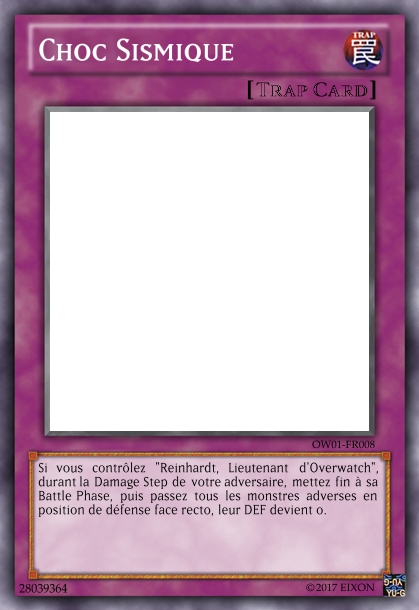 Choc Sismique
TRAP
罠
[Trap Card]
OW01-FR008
Si vous contrôlez "Reinhardt, Lieutenant d'Overwatch",
durant la Damage Step de votre adversaire, mettez fin à sa
Battle Phase, puis passez tous les monstres adverses en
position de défense face recto, leur DEF devient 0.
28039364
©2017 EIXON
YU-G
YU-G